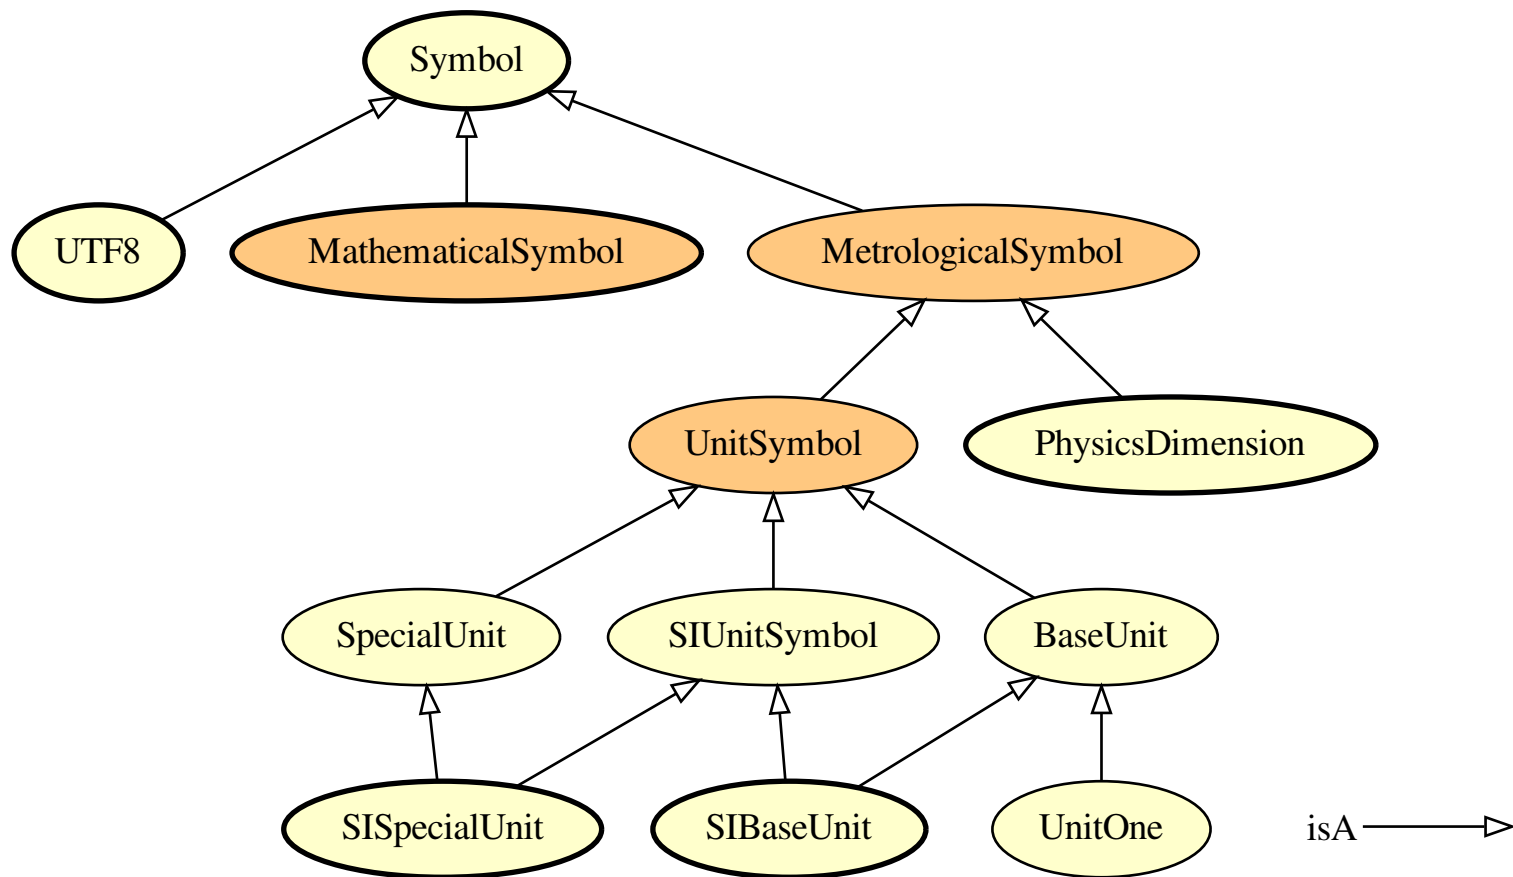 Symbol
UTF8
MathematicalSymbol
MetrologicalSymbol
UnitSymbol
PhysicsDimension
SpecialUnit
SIUnitSymbol
BaseUnit
SISpecialUnit
SIBaseUnit
UnitOne
isA